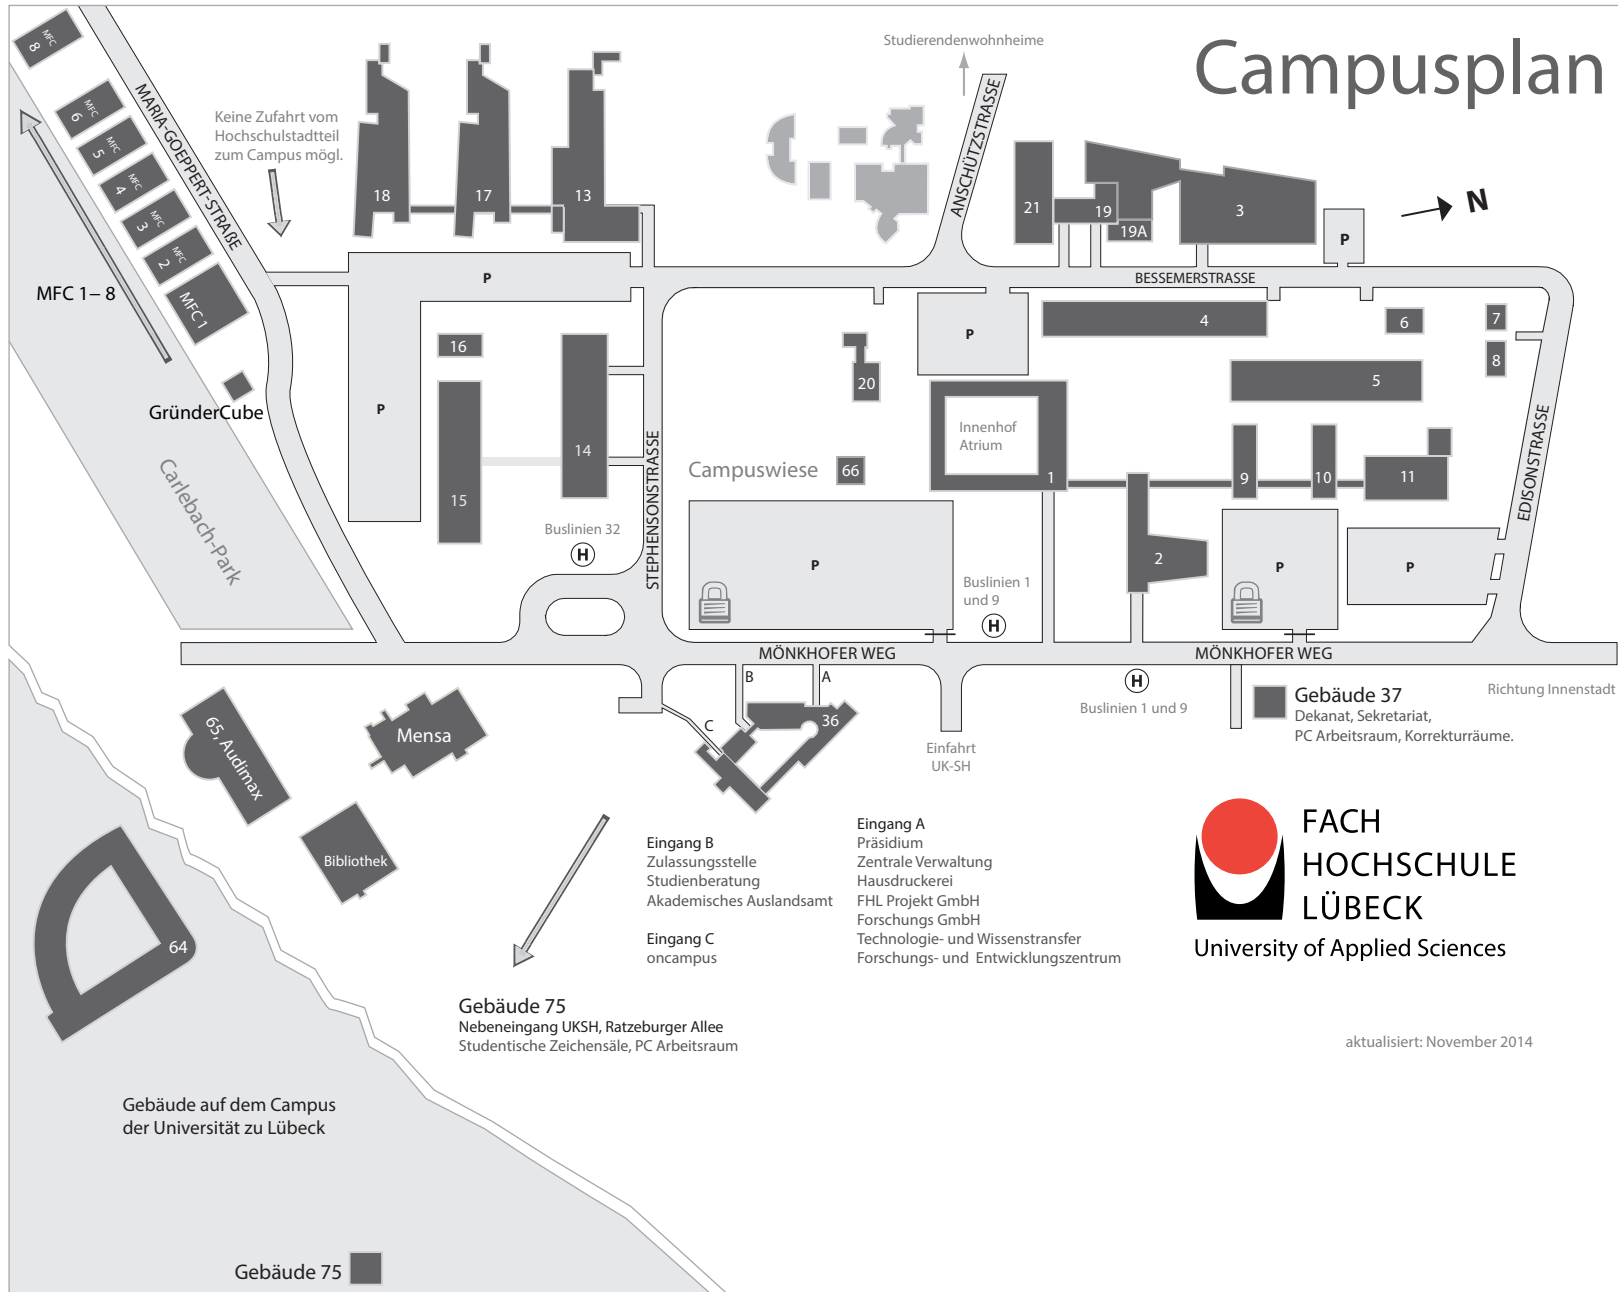 Campusplan
Studierendenwohnheime
MFC
8
MFC
6
MFC
5
MFC
4
MFC
3
MFC
2
MFC 1
MFC 1 – 8
MARIA-GOEPPERT-STRAßE
Keine Zufahrt vom
Hochschulstadtteil
zum Campus mögl.
18
17
13
ANSCHÜTZSTRASSE
21
19
19A
3
P
N
BESSEMERSTRASSE
P
P
P
4
6
7
8
5
16
15
14
20
66
Innenhof
Atrium
1
9
10
11
2
GründerCube
Carlebach-Park
Campuswiese
STEPHENSONSTRASSE
EDISONSTRASSE
Buslinien 32
H
P
Buslinien 1
und 9
H
P
P
MÖNKHOFER WEG
MÖNKHOFER WEG
B
A
C
36
H
Buslinien 1 und 9
Einfahrt
UK-SH
Gebäude 37
Dekanat, Sekretariat,
PC Arbeitsraum, Korrekturräume.
Richtung Innenstadt
65, Audimax
Mensa
Bibliothek
64
Eingang B
Zulassungsstelle
Studienberatung
Akademisches Auslandsamt
Eingang C
oncampus
Eingang A
Präsidium
Zentrale Verwaltung
Hausdruckerei
FHL Projekt GmbH
Forschungs GmbH
Technologie- und Wissenstransfer
Forschungs- und Entwicklungszentrum
FACH
HOCHSCHULE
LÜBECK
University of Applied Sciences
Gebäude 75
Nebeneingang UKSH, Ratzeburger Allee
Studentische Zeichensäle, PC Arbeitsraum
aktualisiert: November 2014
Gebäude auf dem Campus
der Universität zu Lübeck
Gebäude 75